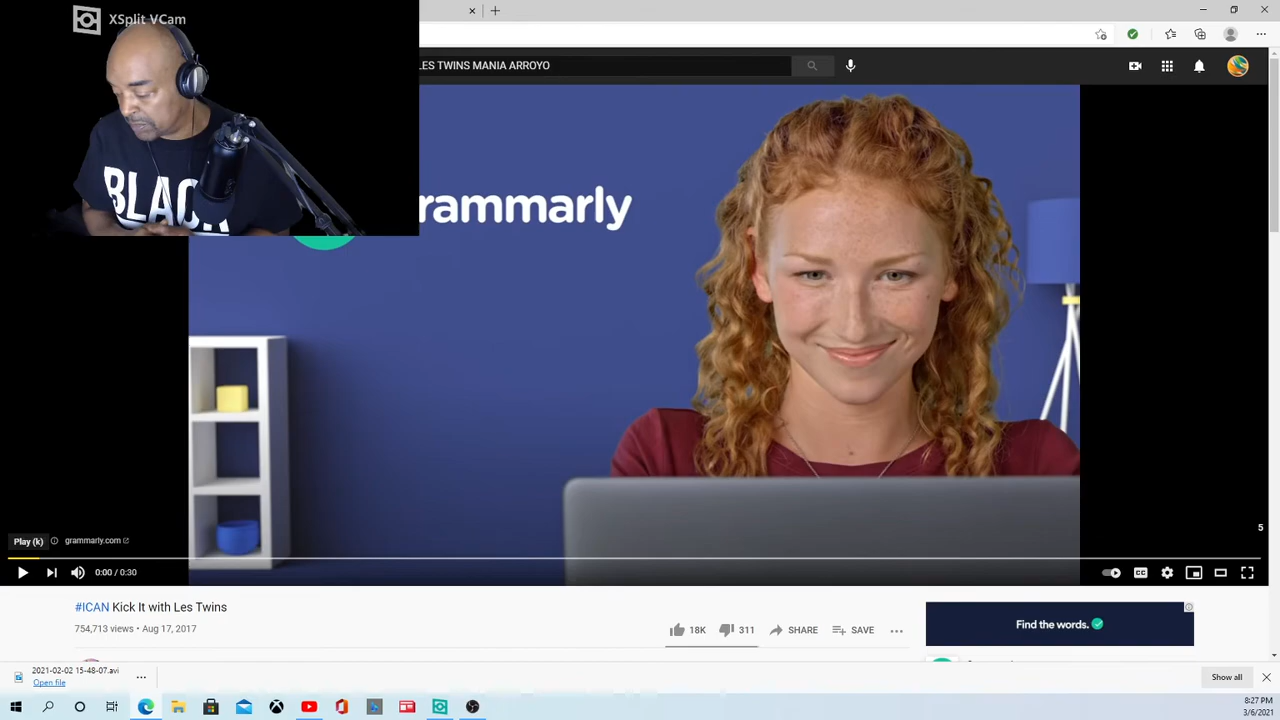 XSplit VCam
LES TWINS MANIA ARROYO
BLACK
rammarly
5
Play (k)
grammarly.com
0:00 / 0:30
CC
#ICAN Kick It with Les Twins
754,713 views • Aug 17, 2017
18K
311
SHARE
SAVE
Find the words.
2021-02-02 15-48-07.avi
Open file
Show all
8:27 PM
3/6/2021